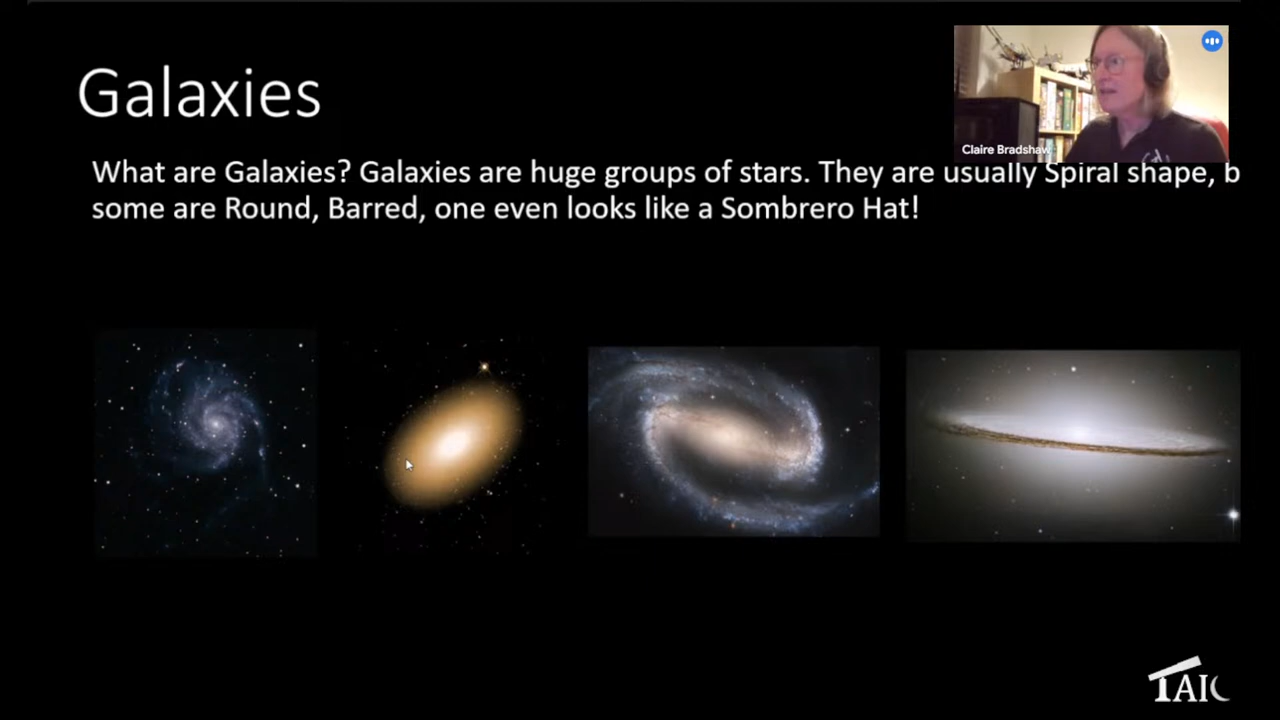 Galaxies
Claire Bradshaw
What are Galaxies? Galaxies are huge groups of stars. They are usually Spiral shape, b
some are Round, Barred, one even looks like a Sombrero Hat!
TAIC